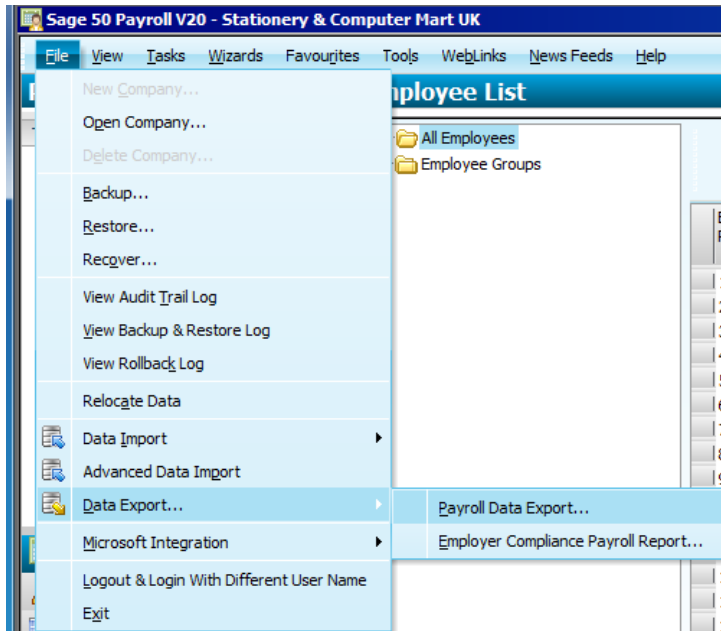 Sage 50 Payroll V20 - Stationery & Computer Mart UK
File View Tasks Wizards Favourites Tools WebLinks News Feeds Help
Employee List
New Company...
Open Company...
Delete Company...
Backup...
Restore...
Recover...
View Audit Trail Log
View Backup & Restore Log
View Rollback Log
Relocate Data
Data Import
Advanced Data Import
Data Export...
Microsoft Integration
Logout & Login With Different User Name
Exit
Payroll Data Export...
Employer Compliance Payroll Report...
All Employees
Employee Groups